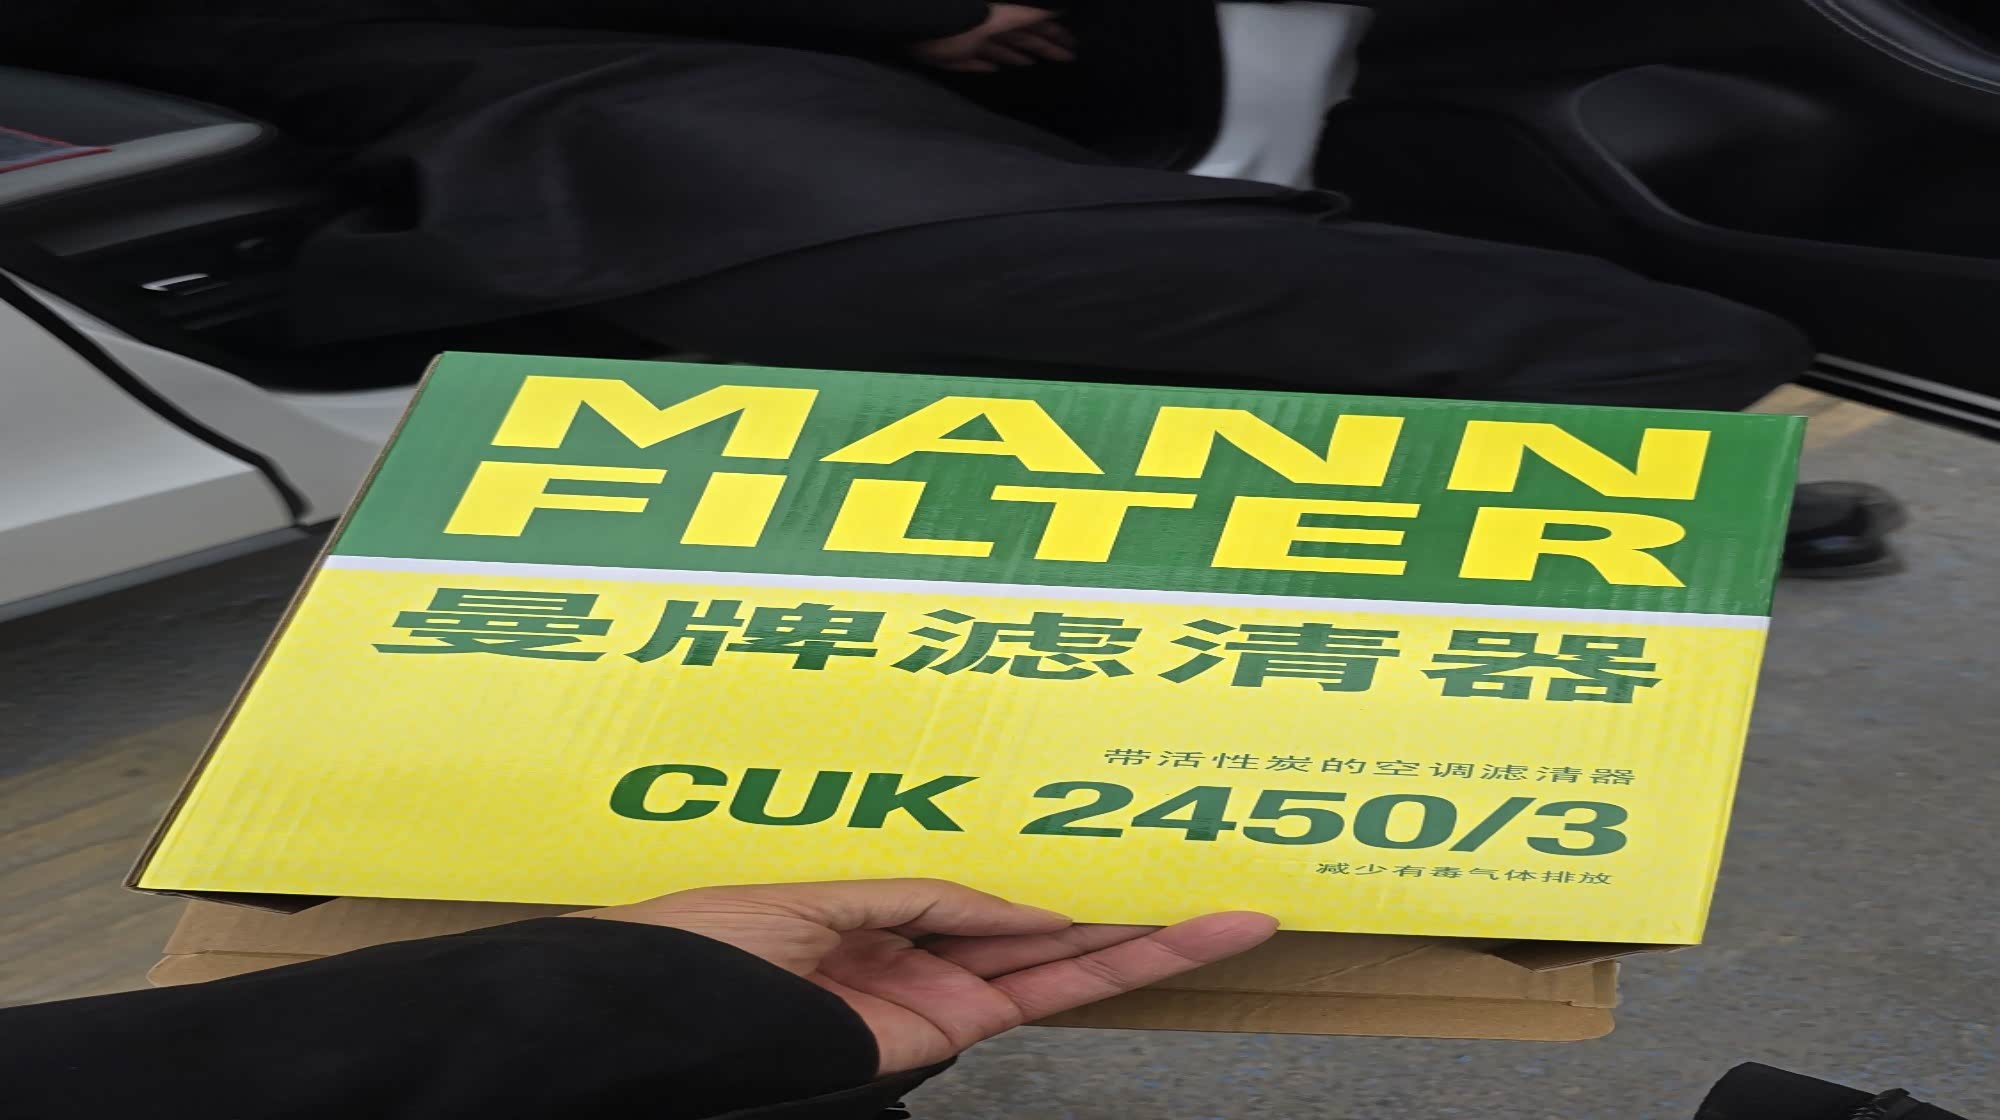 MANN
FILTER
曼牌滤清器
带活性炭的空调滤清器
CUK 2450/3
减少有毒气体排放